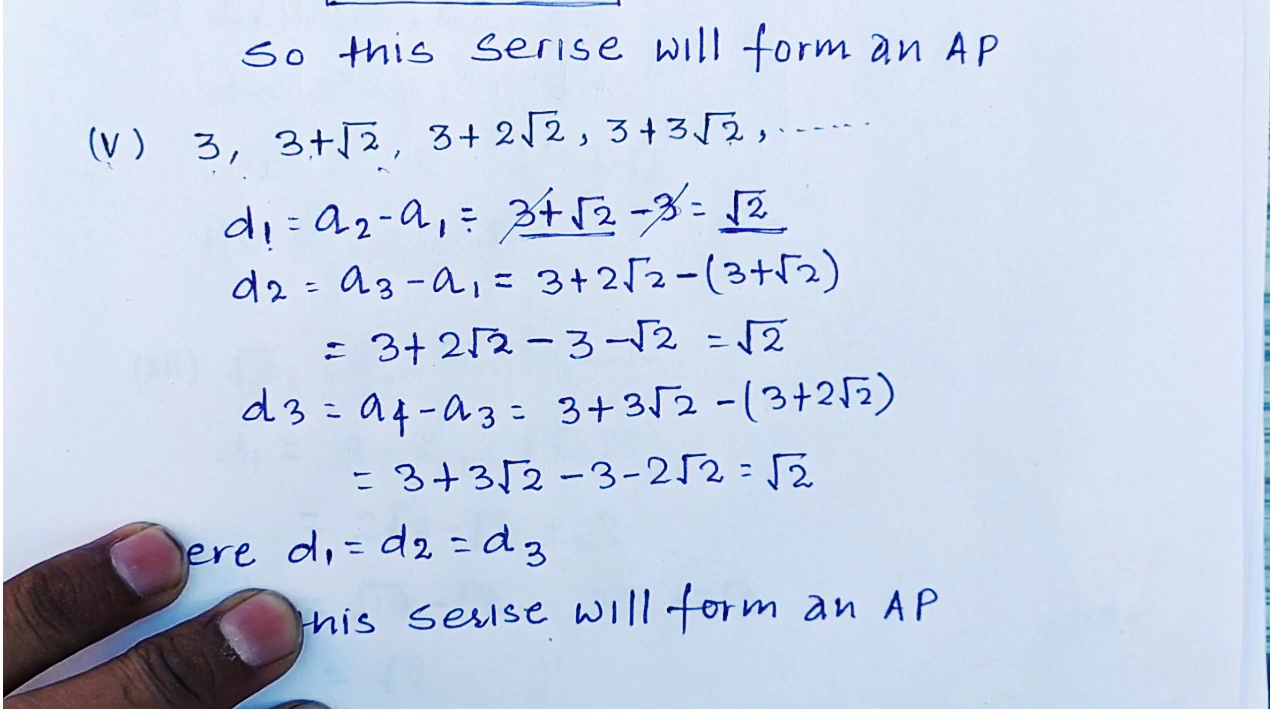 So this serise will form an AP
(V) 3, 3+√2, 3+2√2, 3+3√2, ......
d1 = a2-a1 = 3+√2-3 = √2
d2 = a3-a1 = 3+2√2-(3+√2)
= 3+2√2-3-√2 = √2
d3 = a4-a3 = 3+3√2-(3+2√2)
= 3+3√2-3-2√2 = √2
ere d1 = d2 = d3
this serise will form an AP